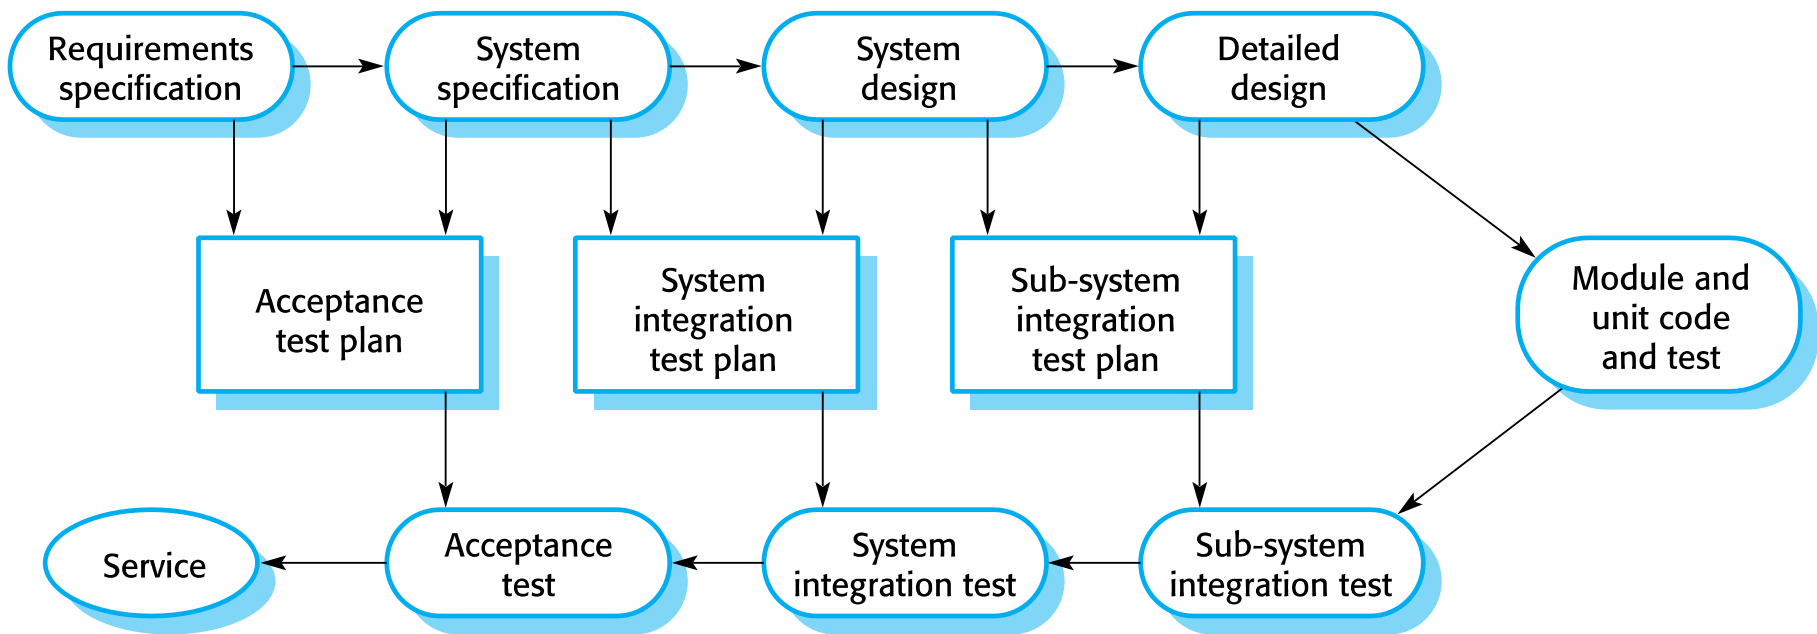 Requirements
specification
System
specification
System
design
Detailed
design
Acceptance
test plan
System
integration
test plan
Sub-system
integration
test plan
Module and
unit code
and test
Service
Acceptance
test
System
integration test
Sub-system
integration test